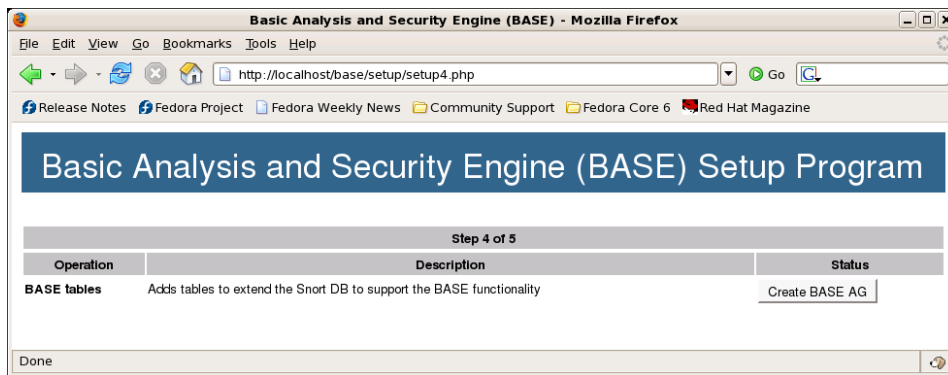 Basic Analysis and Security Engine (BASE) - Mozilla Firefox
File Edit View Go Bookmarks Tools Help
http://localhost/base/setup/setup4.php Go G
Release Notes Fedora Project Fedora Weekly News Community Support Fedora Core 6 Red Hat Magazine
Basic Analysis and Security Engine (BASE) Setup Program
Step 4 of 5
Operation Description Status
BASE tables Adds tables to extend the Snort DB to support the BASE functionality Create BASE AG
Done